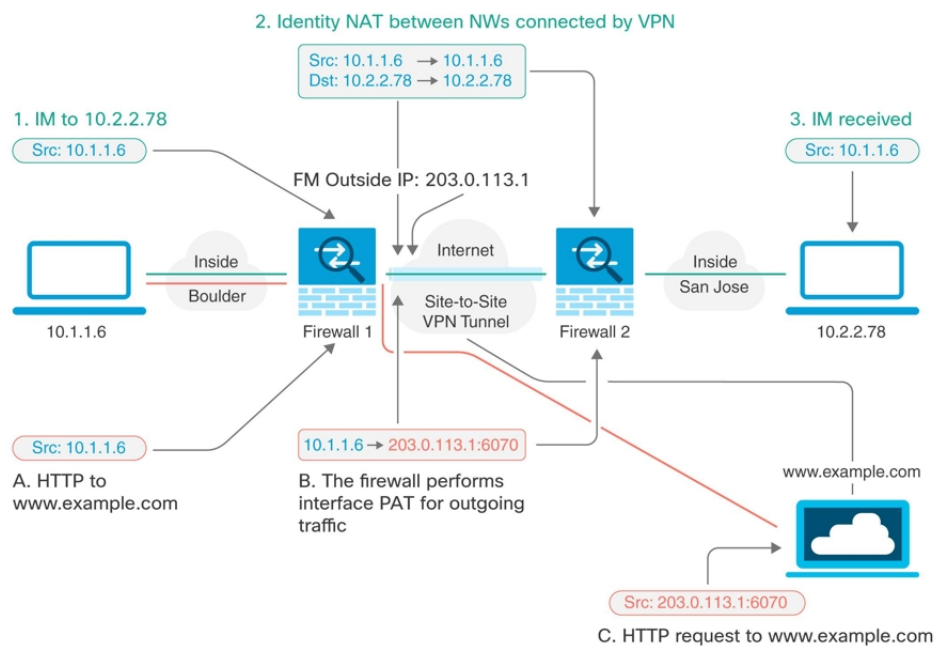 2. Identity NAT between NWs connected by VPN
Src: 10.1.1.6 → 10.1.1.6
Dst: 10.2.2.78 → 10.2.2.78
1. IM to 10.2.2.78
Src: 10.1.1.6
3. IM received
Src: 10.1.1.6
FM Outside IP: 203.0.113.1
Inside
Boulder
Internet
Site-to-Site
VPN Tunnel
Inside
San Jose
10.1.1.6
Firewall 1
Firewall 2
10.2.2.78
Src: 10.1.1.6
A. HTTP to
www.example.com
10.1.1.6 → 203.0.113.1:6070
B. The firewall performs
interface PAT for outgoing
traffic
www.example.com
Src: 203.0.113.1:6070
C. HTTP request to www.example.com